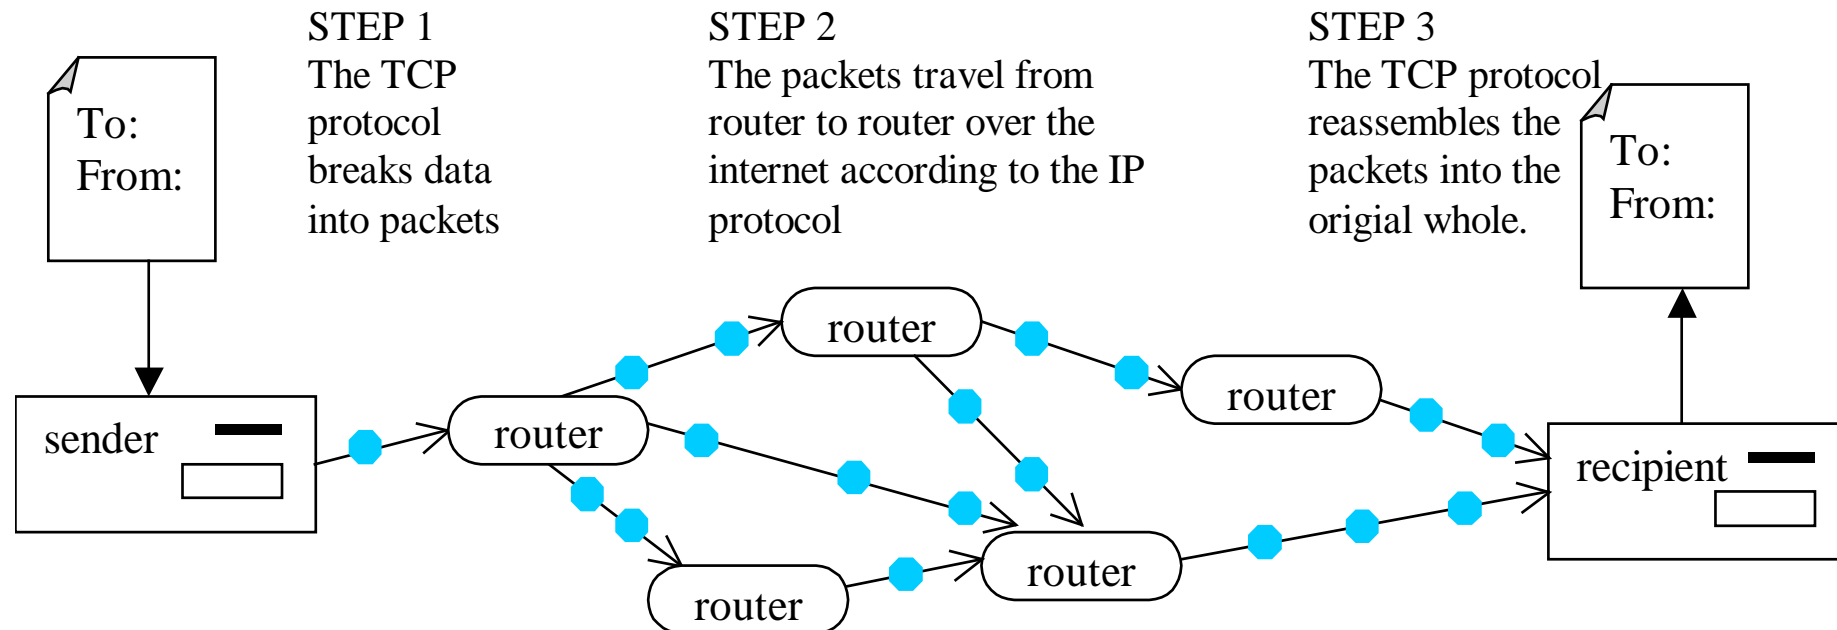 STEP 1
The TCP
protocol
breaks data
into packets
STEP 2
The packets travel from
router to router over the
internet according to the IP
protocol
STEP 3
The TCP protocol
reassembles the
packets into the
origial whole.
To:
From:
To:
From:
sender
router
router
router
router
router
recipient